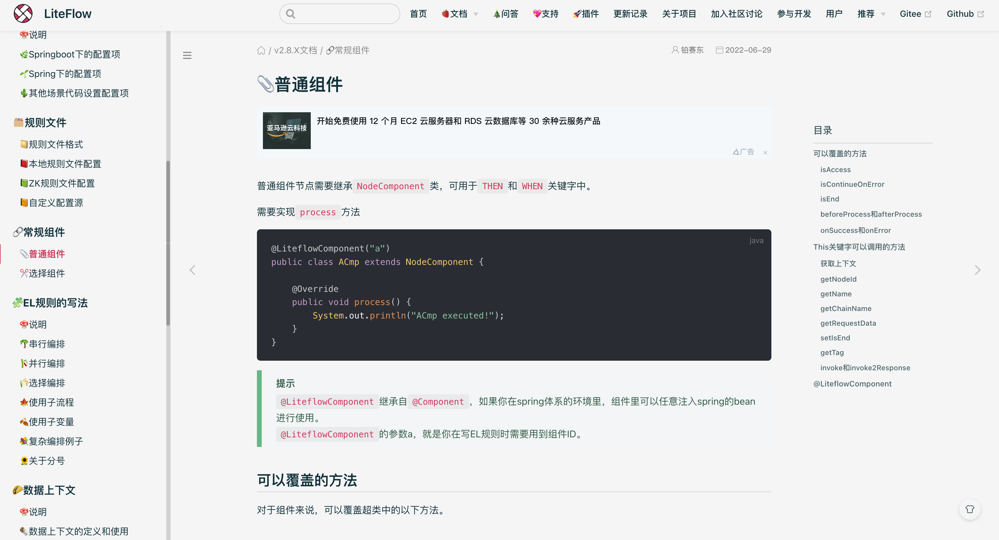 LiteFlow
首页
🍓文档
🎄问答
💖支持
🚀插件
更新记录
关于项目
加入社区讨论
参与开发
用户
推荐
Gitee
Github
🍄说明
🌿Springboot下的配置项
🌱Spring下的配置项
🌵其他场景代码设置配置项
🗂规则文件
📔规则文件格式
📕本地规则文件配置
📗ZK规则文件配置
📙自定义配置源
🔗常规组件
📎普通组件
✂️选择组件
🧩EL规则的写法
🍄说明
🌴串行编排
🎋并行编排
🌾选择编排
🍁使用子流程
🍂使用子变量
💐复杂编排例子
🌻关于分号
🌮数据上下文
🍄说明
🌯数据上下文的定义和使用
/ v2.8.X文档 / 🔗常规组件
铂赛东
2022-06-29
📎普通组件
亚马逊云科技
开始免费使用 12 个月 EC2 云服务器和 RDS 云数据库等 30 余种云服务产品
广告 ×
普通组件节点需要继承 NodeComponent 类，可用于 THEN 和 WHEN 关键字中。
需要实现 process 方法
java
@LiteflowComponent("a")
public class ACmp extends NodeComponent {
@Override
public void process() {
System.out.println("ACmp executed!");
}
}
提示
@LiteflowComponent 继承自 @Component ，如果你在spring体系的环境里，组件里可以任意注入spring的bean
进行使用。
@LiteflowComponent 的参数a，就是你在写EL规则时需要用到组件ID。
可以覆盖的方法
对于组件来说，可以覆盖超类中的以下方法。
目录
可以覆盖的方法
isAccess
isContinueOnError
isEnd
beforeProcess和afterProcess
onSuccess和onError
This关键字可以调用的方法
获取上下文
getNodeId
getName
getChainName
getRequestData
setIsEnd
getTag
invoke和invoke2Response
@LiteflowComponent